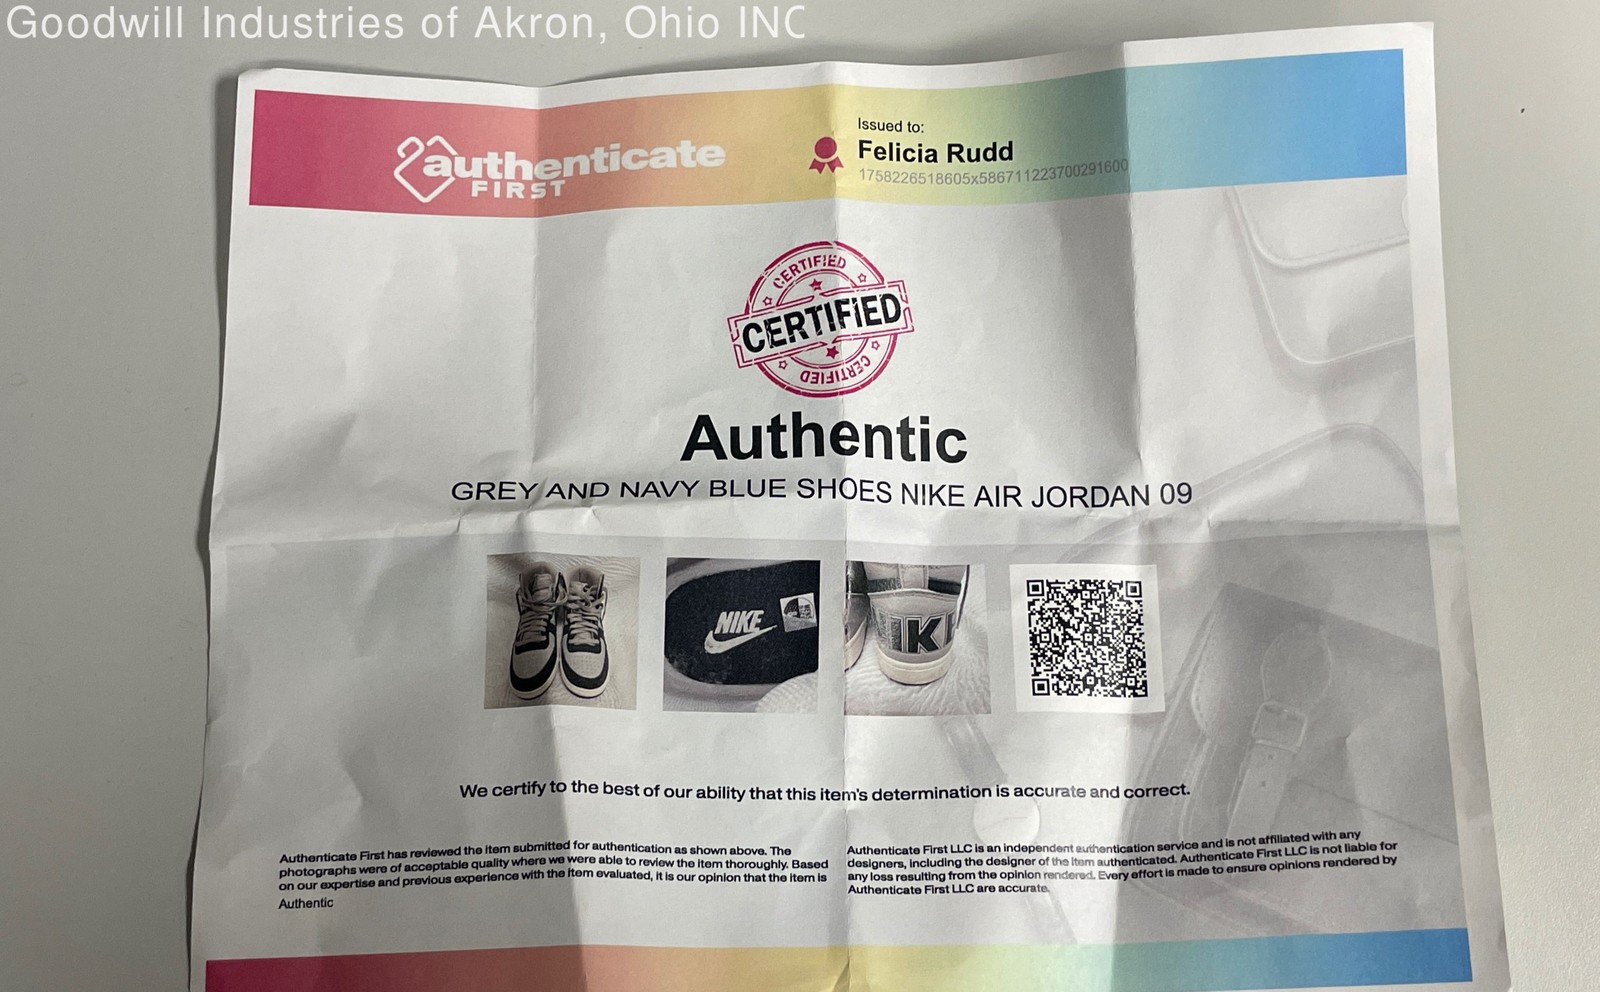 Goodwill Industries of Akron, Ohio INC
authenticate
FIRST
Issued to:
Felicia Rudd
1758226518605x586711223700291600
CERTIFIED
CERTIFIED
CERTIFIED
Authentic
GREY AND NAVY BLUE SHOES NIKE AIR JORDAN 09
NIKE
IKI
We certify to the best of our ability that this item's determination is accurate and correct.
Authenticate First has reviewed the item submitted for authentication as shown above. The
photographs were of acceptable quality where we were able to review the item thoroughly. Based
on our expertise and previous experience with the item evaluated, it is our opinion that the item is
Authentic
Authenticate First LLC is an independent authentication service and is not affiliated with any
designers, including the designer of the item authenticated. Authenticate First LLC is not liable for
any loss resulting from the opinion rendered. Every effort is made to ensure opinions rendered by
Authenticate First LLC are accurate.